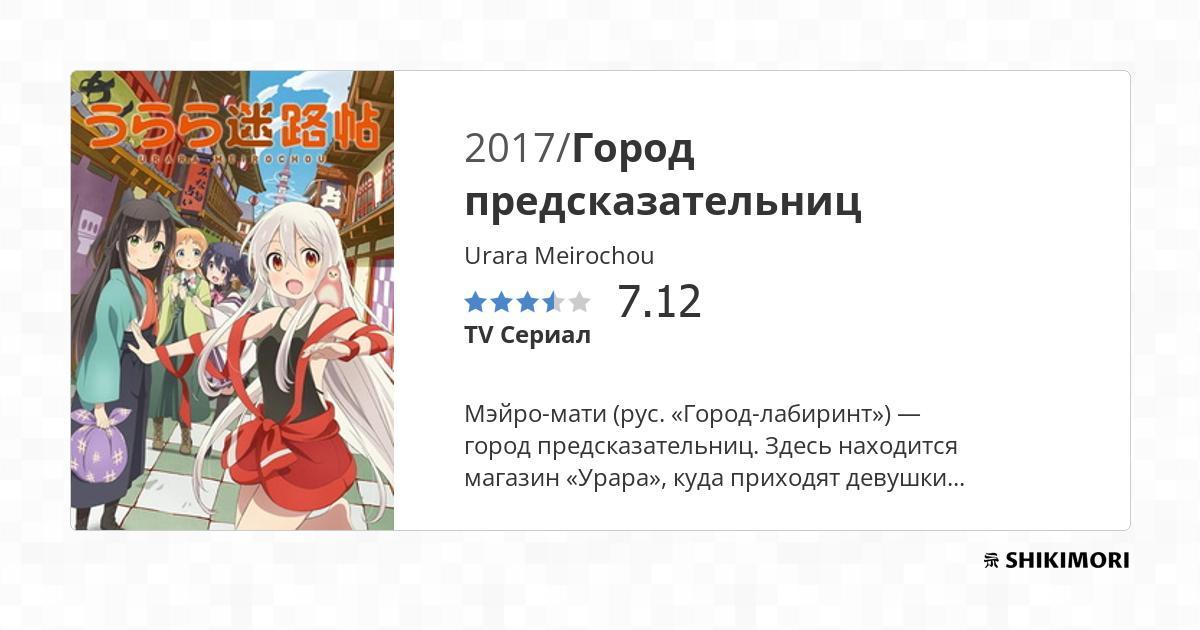 うらら迷路帖
URARA MEIROCHOU
2017/Город
предсказательниц
Urara Meirochou
7.12
TV Сериал
Мэйро-мати (рус. «Город-лабиринт») —
город предсказательниц. Здесь находится
магазин «Урара», куда приходят девушки...
SHIKIMORI